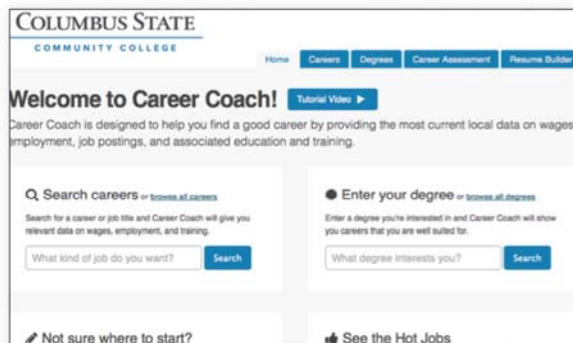 COLUMBUS STATE
COMMUNITY COLLEGE
Home Careers Degrees Career Assessment Resume Builder
Welcome to Career Coach! Tutorial Video
Career Coach is designed to help you find a good career by providing the most current local data on wages
employment, job postings, and associated education and training.
Search careers or browse all careers
Search for a career or job title and Career Coach will give you
relevant data on wages, employment, and training.
What kind of job do you want? Search
Enter your degree or browse all degrees
Enter a degree you're interested in and Career Coach will show
you careers that you are well suited for.
What degree interests you? Search
Not sure where to start?
See the Hot Jobs